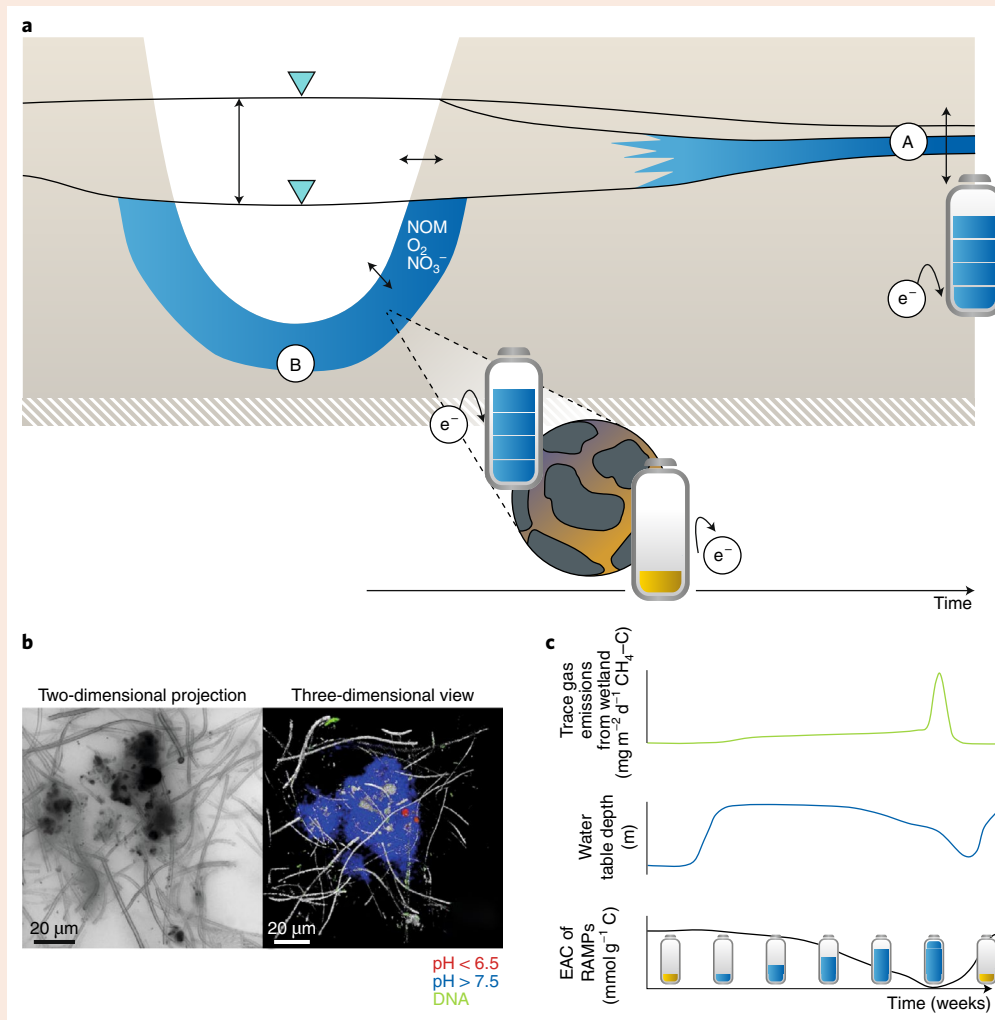 a
A
NOM
O₂
NO₃⁻
e⁻
B
e⁻
e⁻
Time
b
Two-dimensional projection
Three-dimensional view
20 µm
20 µm
pH < 6.5
pH > 7.5
DNA
c
Trace gas
emissions
from wetland
(mg m⁻² d⁻¹ CH₄–C)
Water
table depth
(m)
EAC of
RAMPs
(mmol g⁻¹ C)
Time (weeks)